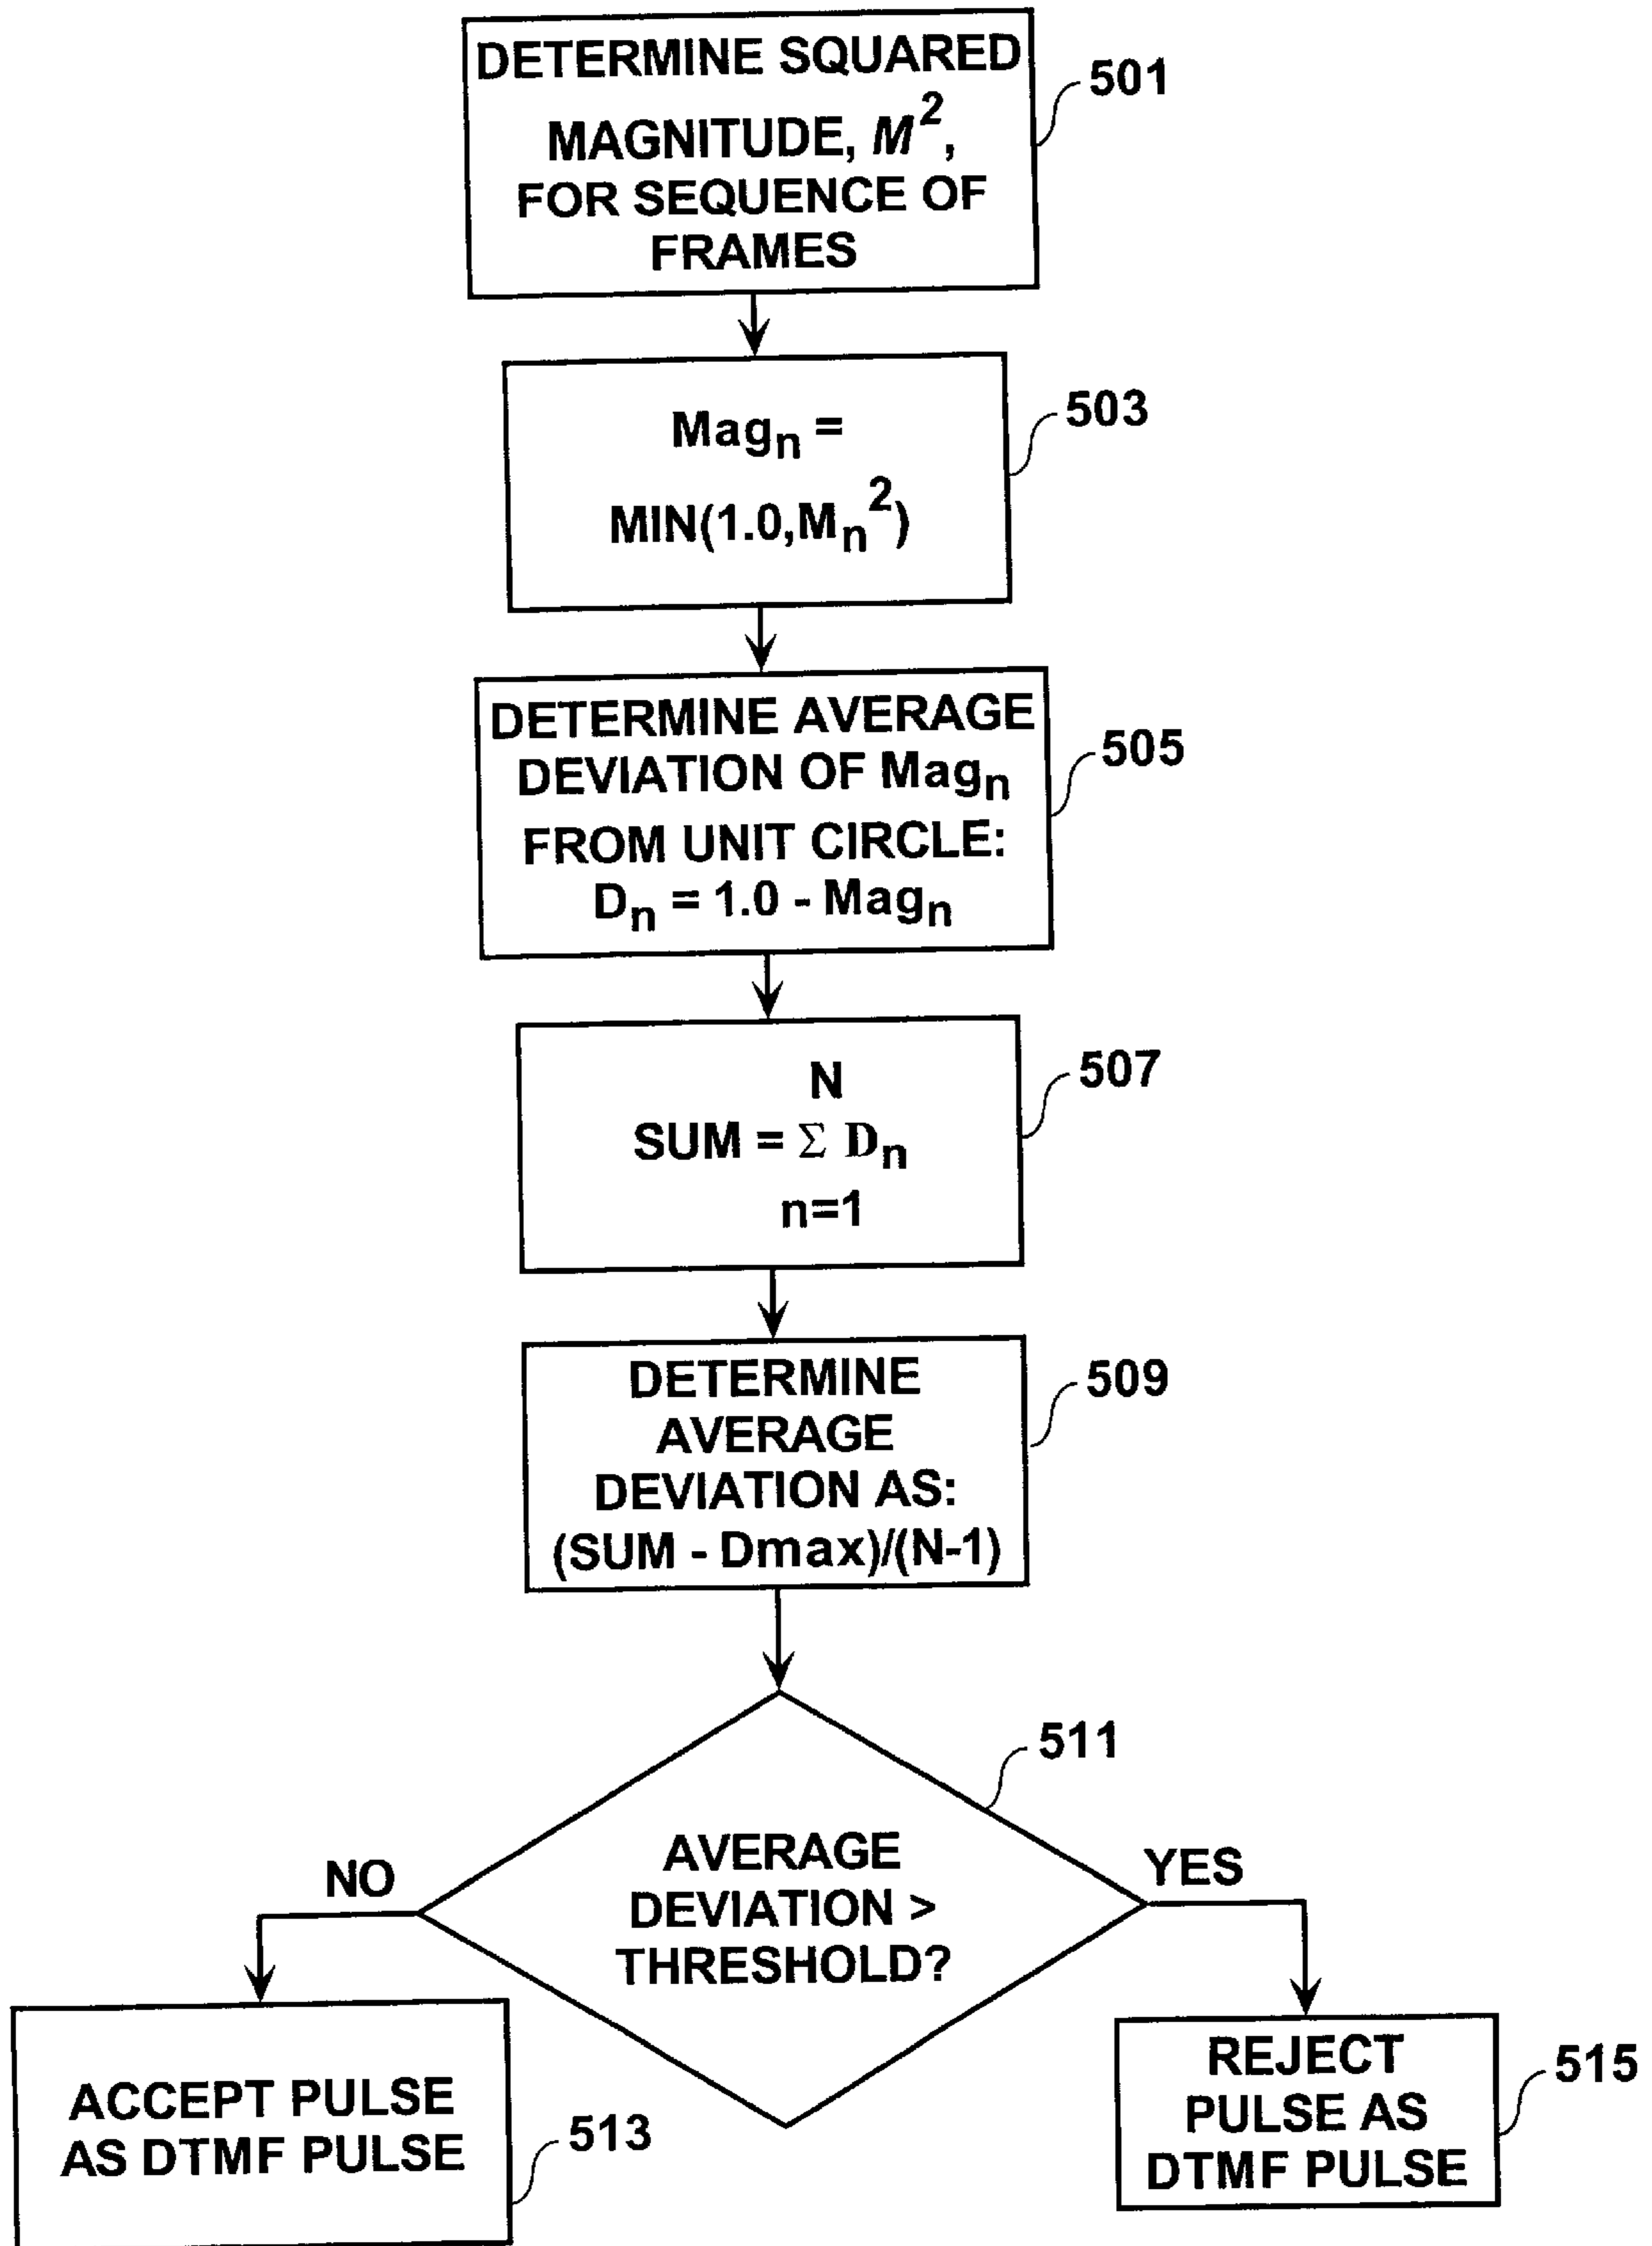 DETERMINE SQUARED
MAGNITUDE, M²,
FOR SEQUENCE OF
FRAMES
501
Magₙ =
MIN(1.0,Mₙ²)
503
DETERMINE AVERAGE
DEVIATION OF Magₙ
FROM UNIT CIRCLE:
Dₙ = 1.0 - Magₙ
505
N
SUM = Σ Dₙ
n=1
507
DETERMINE
AVERAGE
DEVIATION AS:
(SUM - Dmax)/(N-1)
509
AVERAGE
DEVIATION >
THRESHOLD?
511
NO
YES
ACCEPT PULSE
AS DTMF PULSE
513
REJECT
PULSE AS
DTMF PULSE
515